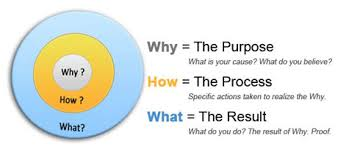 Why ?
How ?
What?
Why = The Purpose
What is your cause? What do you believe?
How = The Process
Specific actions taken to realize the Why.
What = The Result
What do you do? The result of Why. Proof.